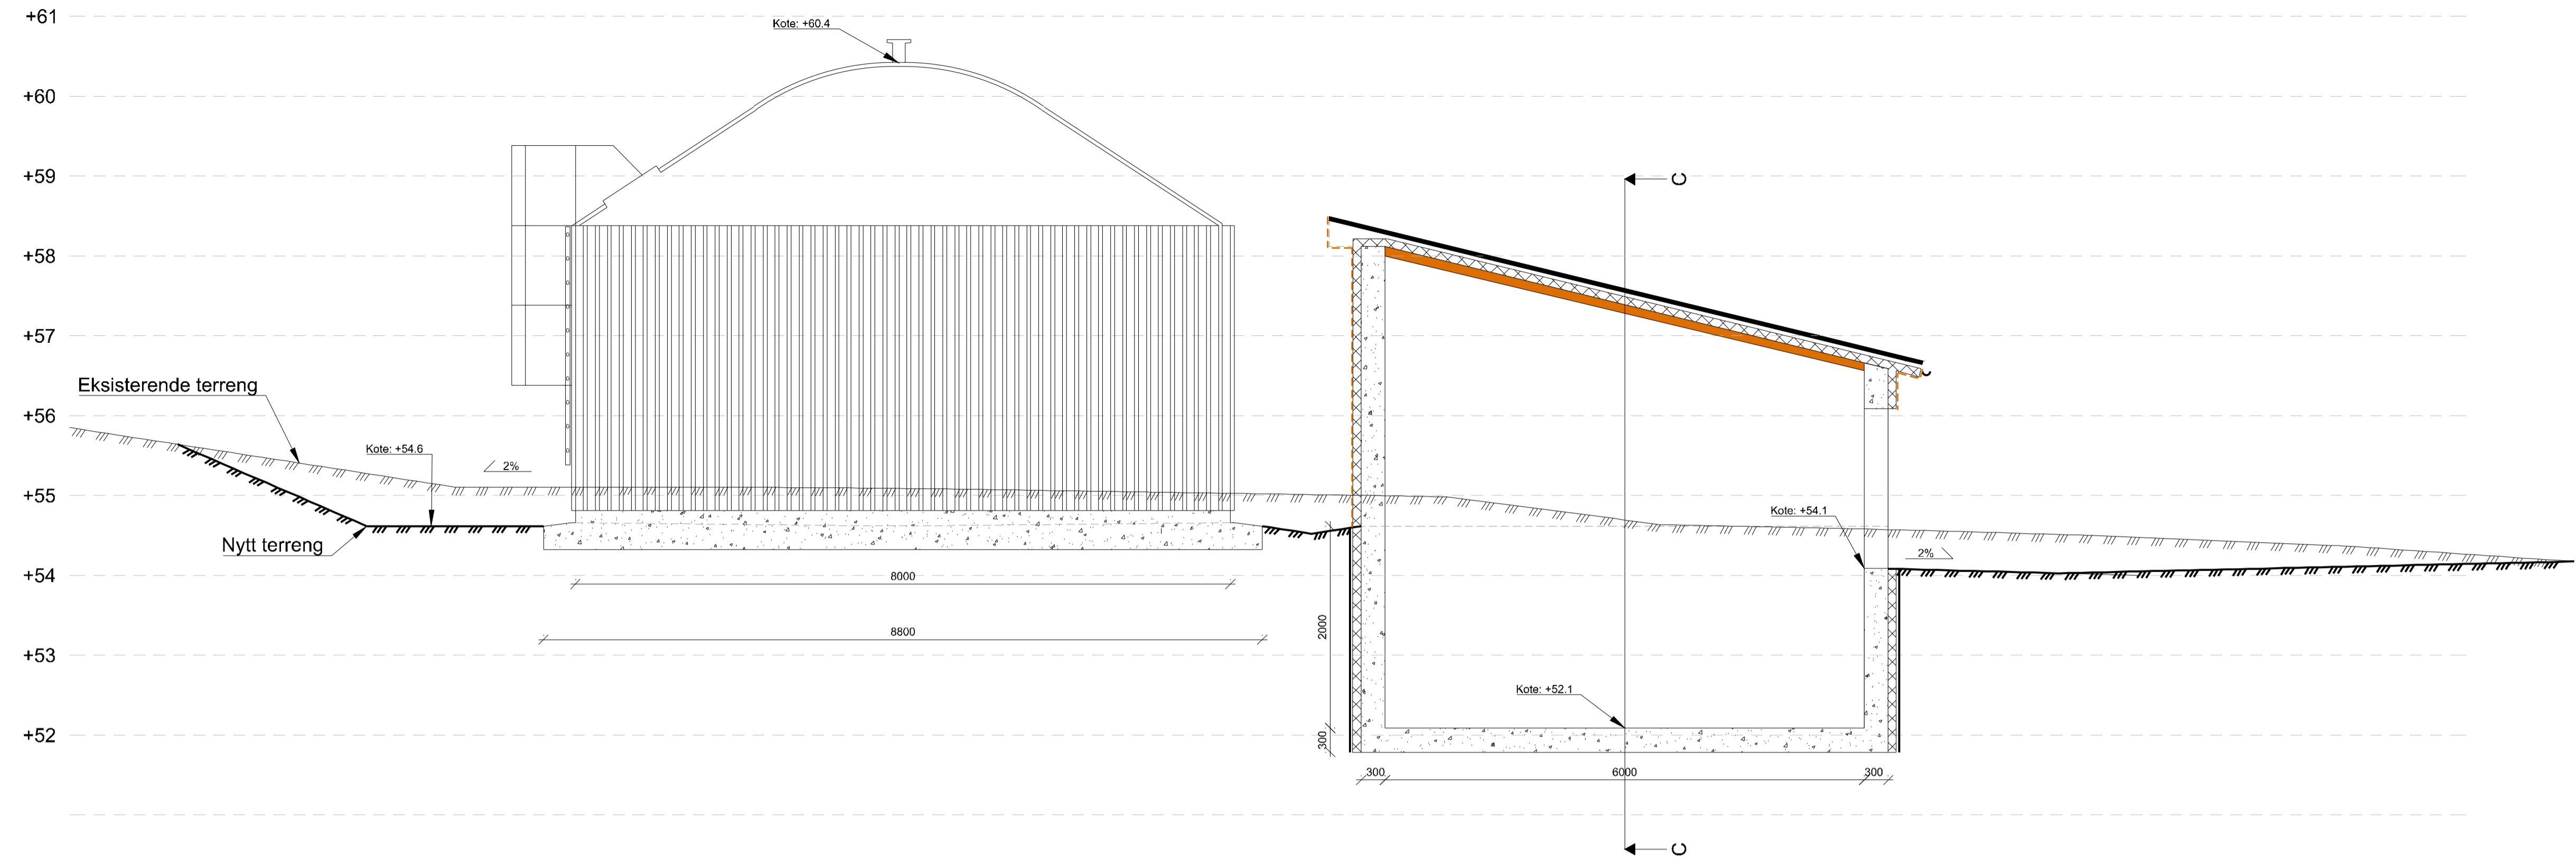 +61
Kote: +60.4
+60
+59
C
+58
+57
Eksisterende terreng
+56
Kote: +54.6
2%
+55
Kote: +54.1
Nytt terreng
2%
+54
8000
2000
8800
+53
Kote: +52.1
+52
300
300
6000
300
C